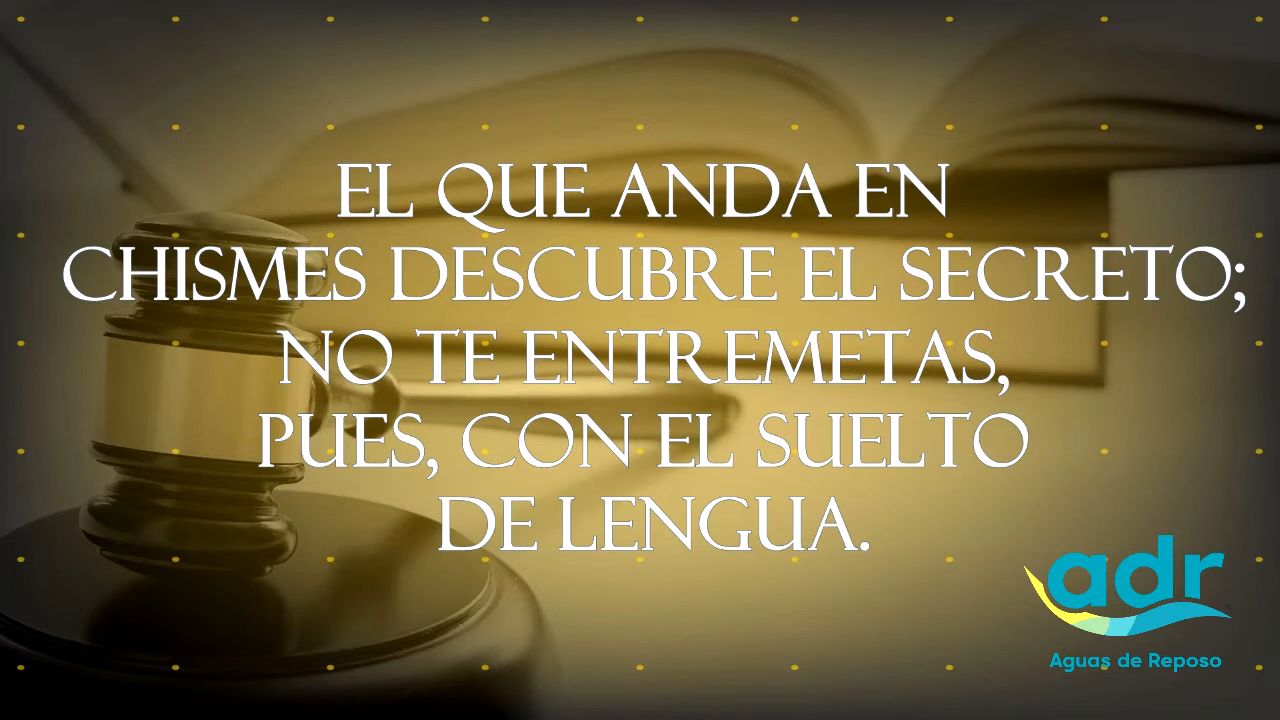 EL QUE ANDA EN
CHISMES DESCUBRE EL SECRETO;
NO TE ENTREMETAS,
PUES, CON EL SUELTO
DE LENGUA.
adr
Aguas de Reposo